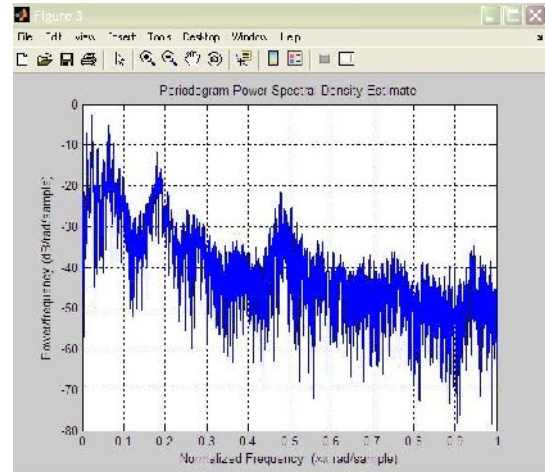 Figure 3
File Edit View Insert Tools Desktop Window Help
Periodogram Power Spectral Density Estimate
Power/frequency (dB/rad/sample)
0
-10
-20
-30
-40
-50
-60
-70
-80
0 0.1 0.2 0.3 0.4 0.5 0.6 0.7 0.8 0.9 1
Normalized Frequency (×π rad/sample)